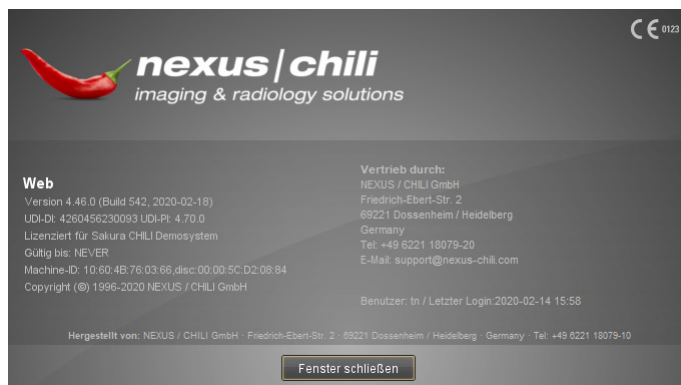 CE 0123
nexus | chili
imaging & radiology solutions
Web
Version 4.46.0 (Build 542, 2020-02-18)
UDI-DI: 4260456230093 UDI-PI: 4.70.0
Lizenziert für Sakura CHILI Demosystem
Gültig bis: NEVER
Machine-ID: 10:60:4B:76:03:66,disc:00:00:5C:D2:08:84
Copyright (©) 1996-2020 NEXUS / CHILI GmbH
Vertrieb durch:
NEXUS / CHILI GmbH
Friedrich-Ebert-Str. 2
69221 Dossenheim / Heidelberg
Germany
Tel: +49 6221 18079-20
E-Mail: support@nexus-chili.com
Benutzer: tn / Letzter Login:2020-02-14 15:58
Hergestellt von: NEXUS / CHILI GmbH · Friedrich-Ebert-Str. 2 · 69221 Dossenheim / Heidelberg · Germany · Tel: +49 6221 18079-10
Fenster schließen